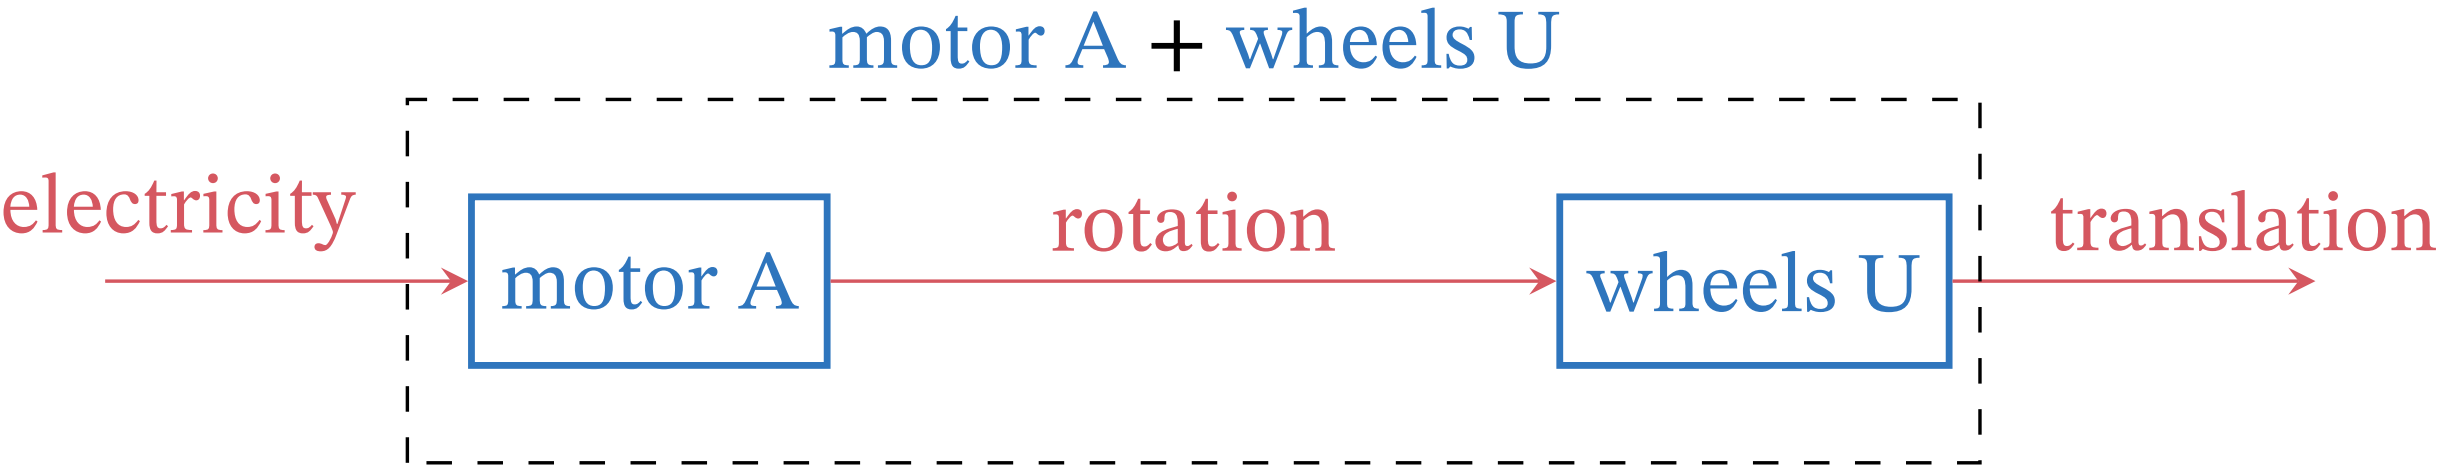 motor A + wheels U
electricity
rotation
translation
motor A
wheels U